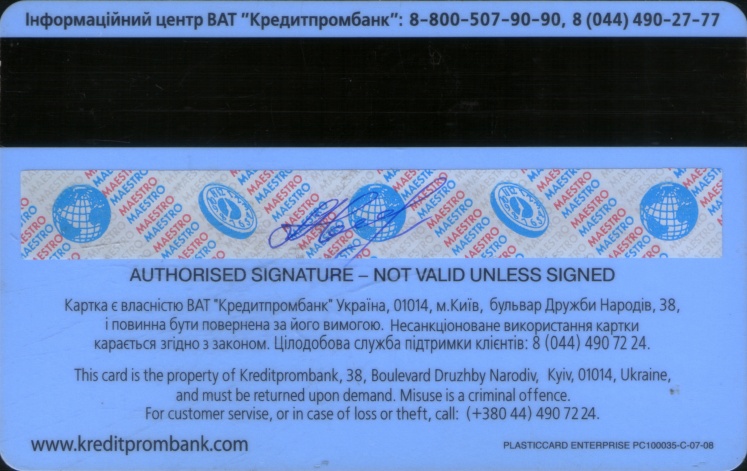 Інформаційний центр ВАТ "Кредитпромбанк": 8-800-507-90-90, 8 (044) 490-27-77
MAESTRO MAESTRO MAESTRO MAESTRO MAESTRO
AUTHORISED SIGNATURE – NOT VALID UNLESS SIGNED
Картка є власністю ВАТ "Кредитпромбанк" Україна, 01014, м.Київ, бульвар Дружби Народів, 38,
і повинна бути повернена за його вимогою. Несанкціоноване використання картки
карається згідно з законом. Цілодобова служба підтримки клієнтів: 8 (044) 490 72 24.
This card is the property of Kreditprombank, 38, Boulevard Druzhby Narodiv, Kyiv, 01014, Ukraine,
and must be returned upon demand. Misuse is a criminal offence.
For customer servise, or in case of loss or theft, call: (+380 44) 490 72 24.
www.kreditprombank.com
PLASTICCARD ENTERPRISE PC100035-C-07-08